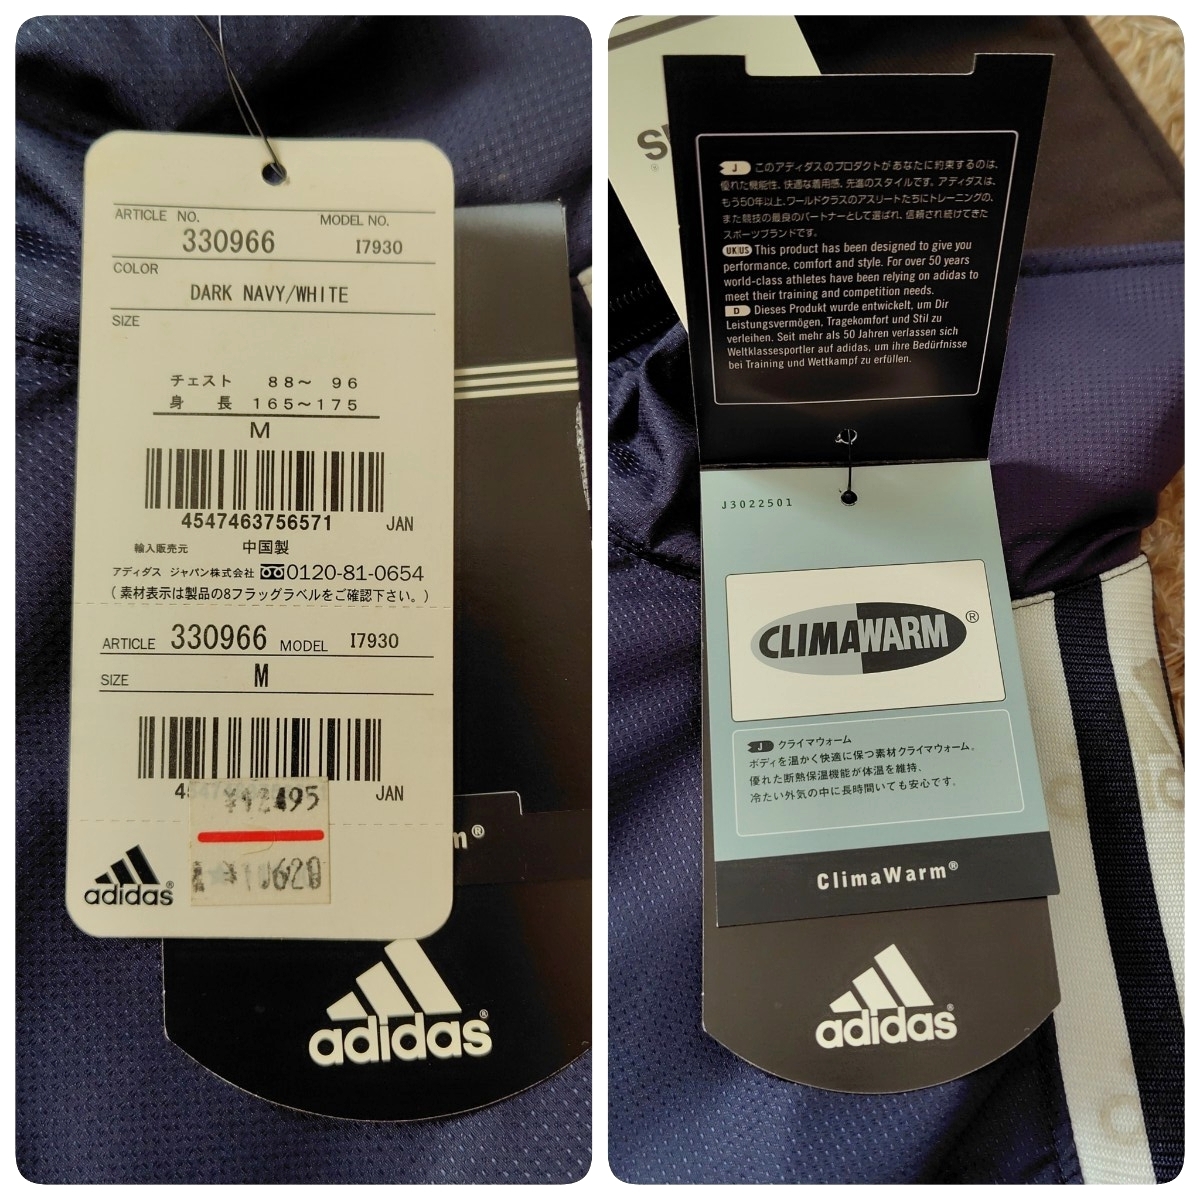 ARTICLE NO. MODEL NO.
330966 I7930
COLOR
DARK NAVY/WHITE
SIZE
チェスト 88～ 96
身 長 165～175
M
4547463756571 JAN
輸入販売元 中国製
アディダス ジャパン株式会社 0120-81-0654
(素材表示は製品の8フラッグラベルをご確認下さい。)
ARTICLE 330966 MODEL I7930
SIZE M
JAN
adidas®
m®
adidas®
J このアディダスのプロダクトがあなたに約束するのは、
優れた機能性、快適な着用感、先進のスタイルです。アディダスは、
もう50年以上、ワールドクラスのアスリートたちにトレーニングの、
また競技の最良のパートナーとして選ばれ、信頼され続けてきた
スポーツブランドです。
UK|US This product has been designed to give you
performance, comfort and style. For over 50 years
world-class athletes have been relying on adidas to
meet their training and competition needs.
D Dieses Produkt wurde entwickelt, um Dir
Leistungsvermögen, Tragekomfort und Stil zu
verleihen. Seit mehr als 50 Jahren verlassen sich
Weltklassesportler auf adidas, um ihre Bedürfnisse
bei Training und Wettkampf zu erfüllen.
J3022501
CLIMAWARM®
J クライマウォーム
ボディを温かく快適に保つ素材クライマウォーム。
優れた断熱保温機能が体温を維持、
冷たい外気の中に長時間いても安心です。
ClimaWarm®
adidas®